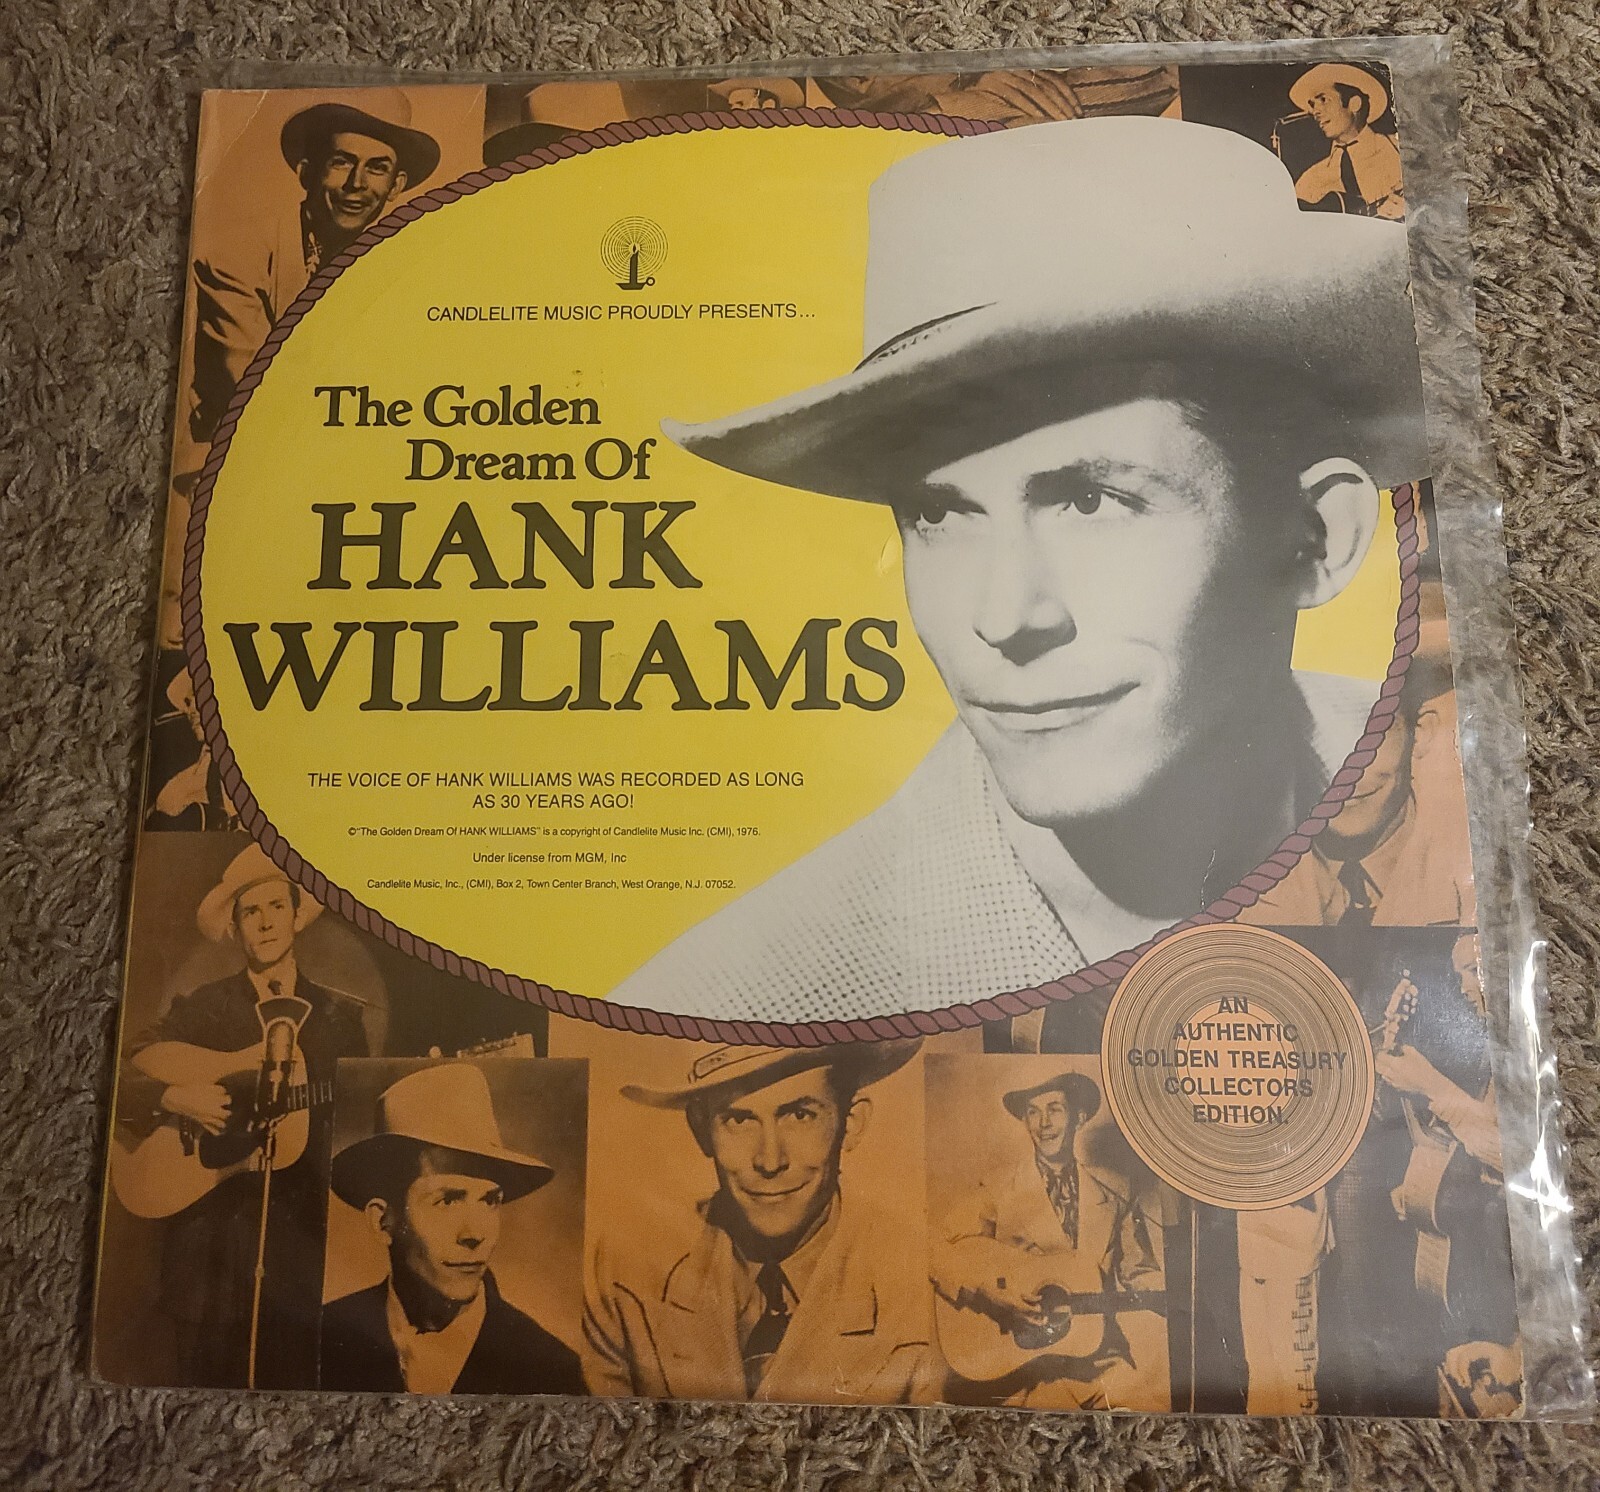 CANDLELITE MUSIC PROUDLY PRESENTS...
The Golden
Dream Of
HANK
WILLIAMS
THE VOICE OF HANK WILLIAMS WAS RECORDED AS LONG
AS 30 YEARS AGO!
©"The Golden Dream Of HANK WILLIAMS" is a copyright of Candlelite Music Inc. (CMI), 1976.
Under license from MGM, Inc
Candlelite Music, Inc., (CMI), Box 2, Town Center Branch, West Orange, N.J. 07052.
AN
AUTHENTIC
GOLDEN TREASURY
COLLECTORS
EDITION.